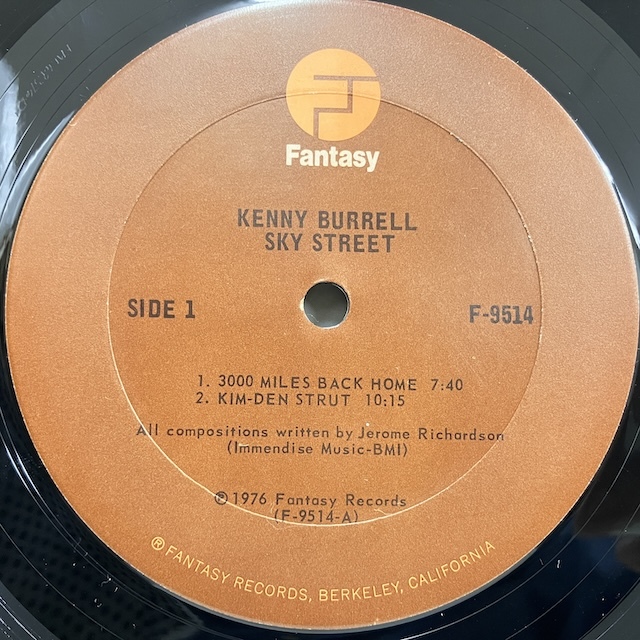 Fantasy
KENNY BURRELL
SKY STREET
SIDE 1
F-9514
1. 3000 MILES BACK HOME 7:40
2. KIM-DEN STRUT 10:15
All compositions written by Jerome Richardson
(Immendise Music-BMI)
℗ 1976 Fantasy Records
(F-9514-A)
® FANTASY RECORDS, BERKELEY, CALIFORNIA